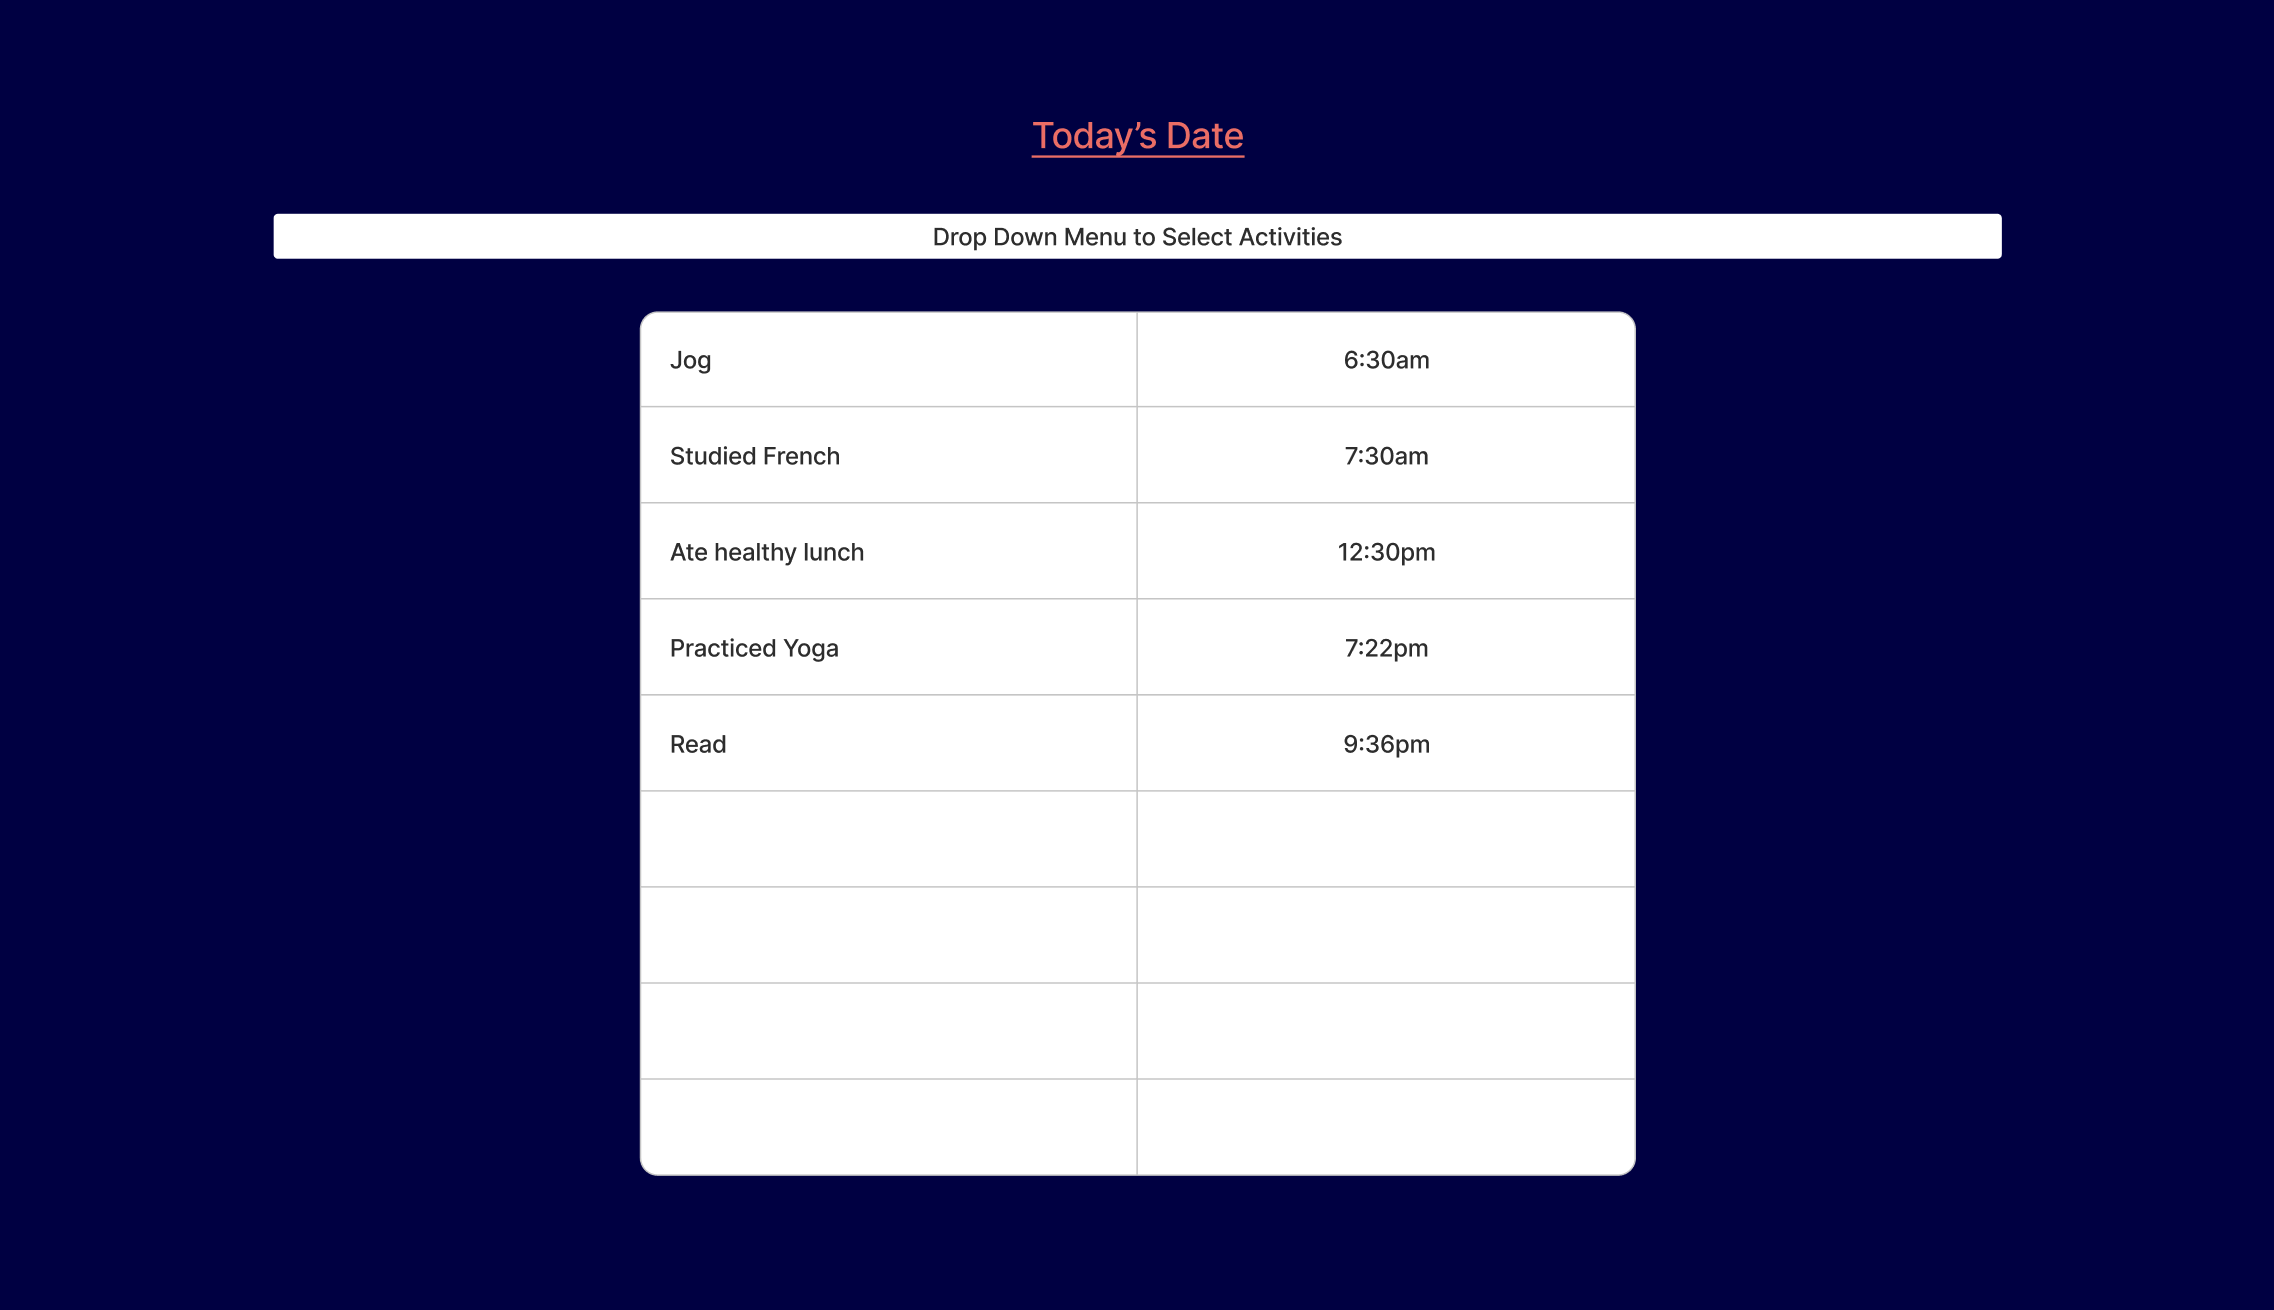 Today’s Date
Drop Down Menu to Select Activities
Jog 6:30am
Studied French 7:30am
Ate healthy lunch 12:30pm
Practiced Yoga 7:22pm
Read 9:36pm